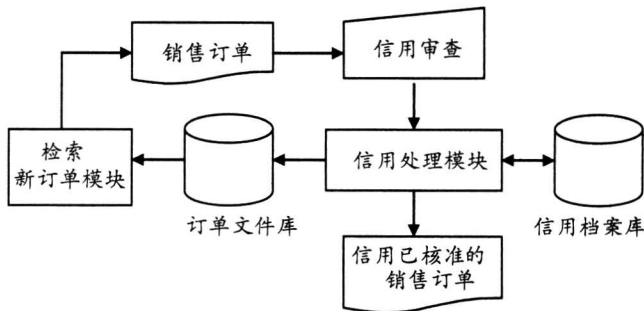 销售订单
信用审查
检索
新订单模块
信用处理模块
订单文件库
信用档案库
信用已核准的
销售订单